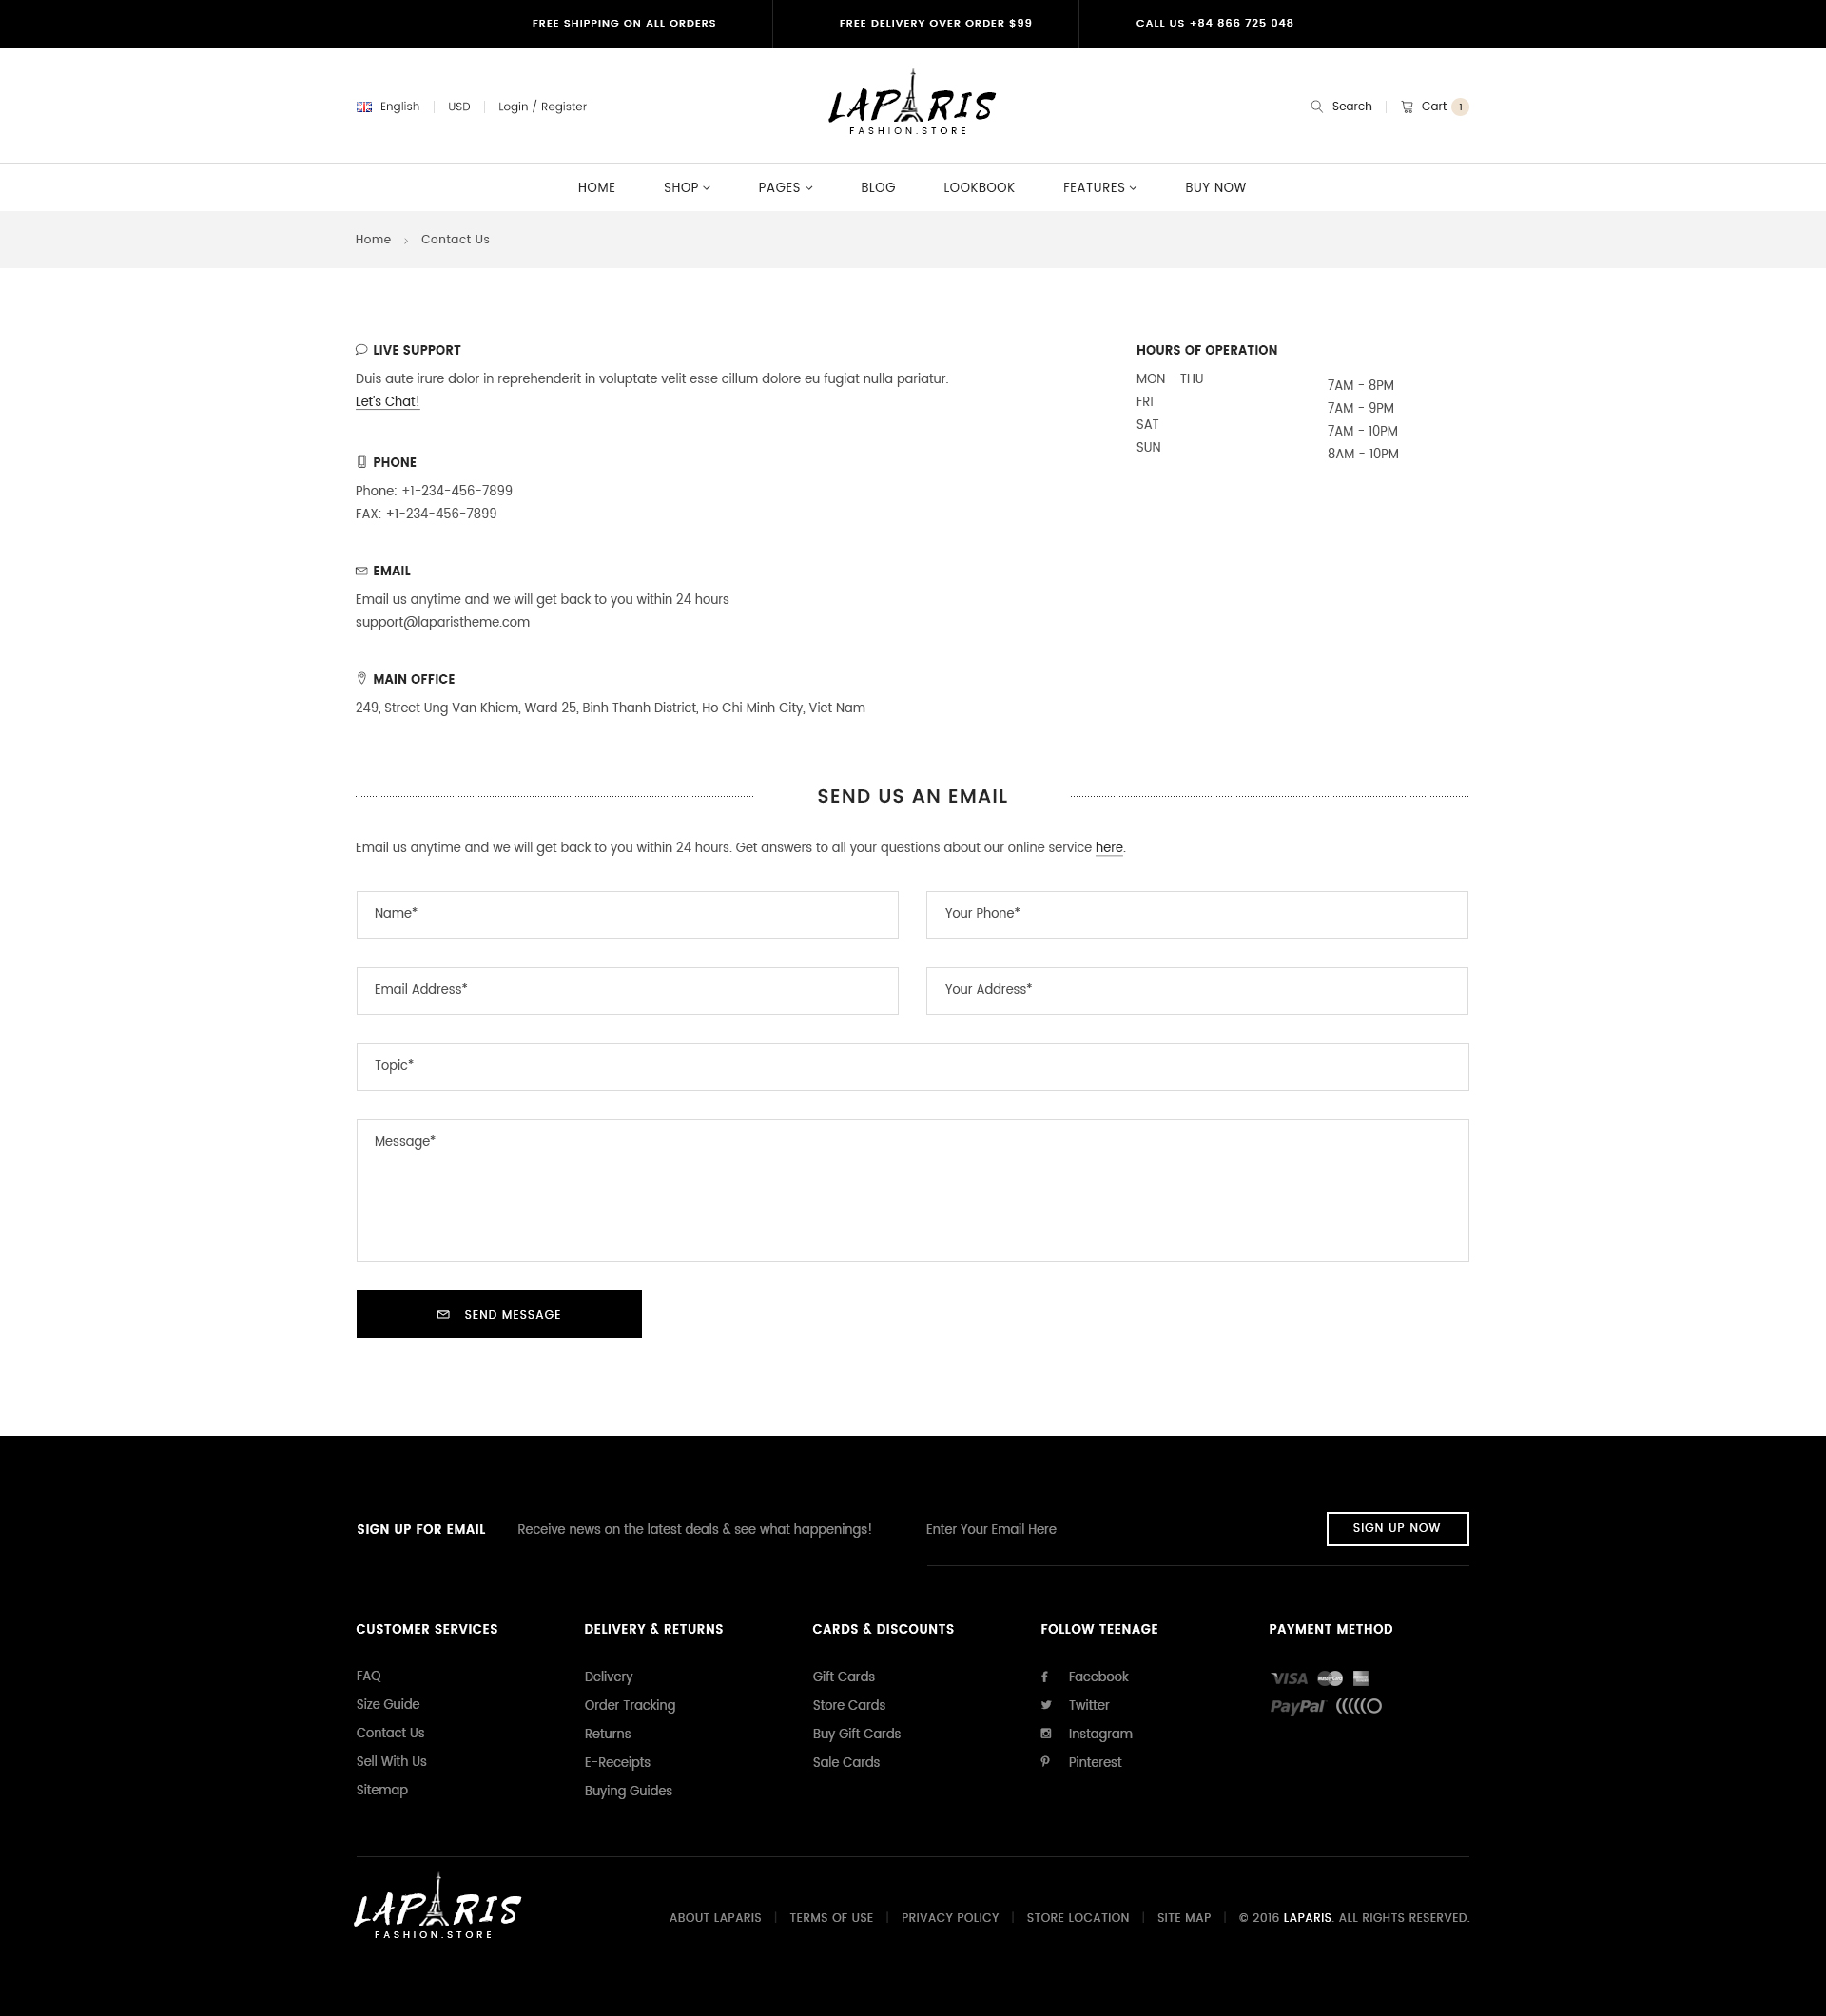 FREE SHIPPING ON ALL ORDERS
FREE DELIVERY OVER ORDER $99
CALL US +84 866 725 048
English
USD
Login / Register
LAPARIS
FASHION.STORE
Search
Cart 1
HOME
SHOP
PAGES
BLOG
LOOKBOOK
FEATURES
BUY NOW
Home › Contact Us
LIVE SUPPORT
Duis aute irure dolor in reprehenderit in voluptate velit esse cillum dolore eu fugiat nulla pariatur.
Let's Chat!
PHONE
Phone: +1-234-456-7899
FAX: +1-234-456-7899
EMAIL
Email us anytime and we will get back to you within 24 hours
support@laparistheme.com
MAIN OFFICE
249, Street Ung Van Khiem, Ward 25, Binh Thanh District, Ho Chi Minh City, Viet Nam
HOURS OF OPERATION
MON - THU 7AM - 8PM
FRI 7AM - 9PM
SAT 7AM - 10PM
SUN 8AM - 10PM
SEND US AN EMAIL
Email us anytime and we will get back to you within 24 hours. Get answers to all your questions about our online service here.
Name*
Your Phone*
Email Address*
Your Address*
Topic*
Message*
SEND MESSAGE
SIGN UP FOR EMAIL
Receive news on the latest deals & see what happenings!
Enter Your Email Here
SIGN UP NOW
CUSTOMER SERVICES
FAQ
Size Guide
Contact Us
Sell With Us
Sitemap
DELIVERY & RETURNS
Delivery
Order Tracking
Returns
E-Receipts
Buying Guides
CARDS & DISCOUNTS
Gift Cards
Store Cards
Buy Gift Cards
Sale Cards
FOLLOW TEENAGE
Facebook
Twitter
Instagram
Pinterest
PAYMENT METHOD
VISA MasterCard
PayPal
LAPARIS
FASHION.STORE
ABOUT LAPARIS
TERMS OF USE
PRIVACY POLICY
STORE LOCATION
SITE MAP
© 2016 LAPARIS. ALL RIGHTS RESERVED.